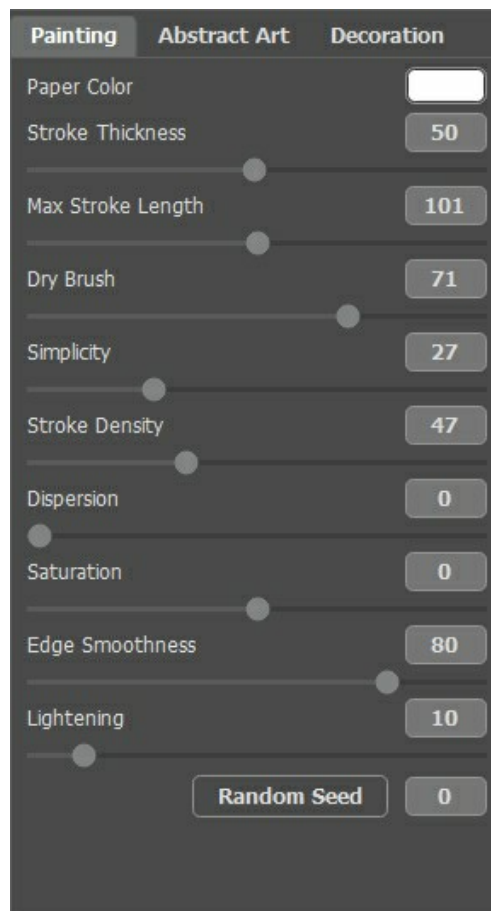 Painting Abstract Art Decoration
Paper Color
Stroke Thickness 50
Max Stroke Length 101
Dry Brush 71
Simplicity 27
Stroke Density 47
Dispersion 0
Saturation 0
Edge Smoothness 80
Lightening 10
Random Seed 0